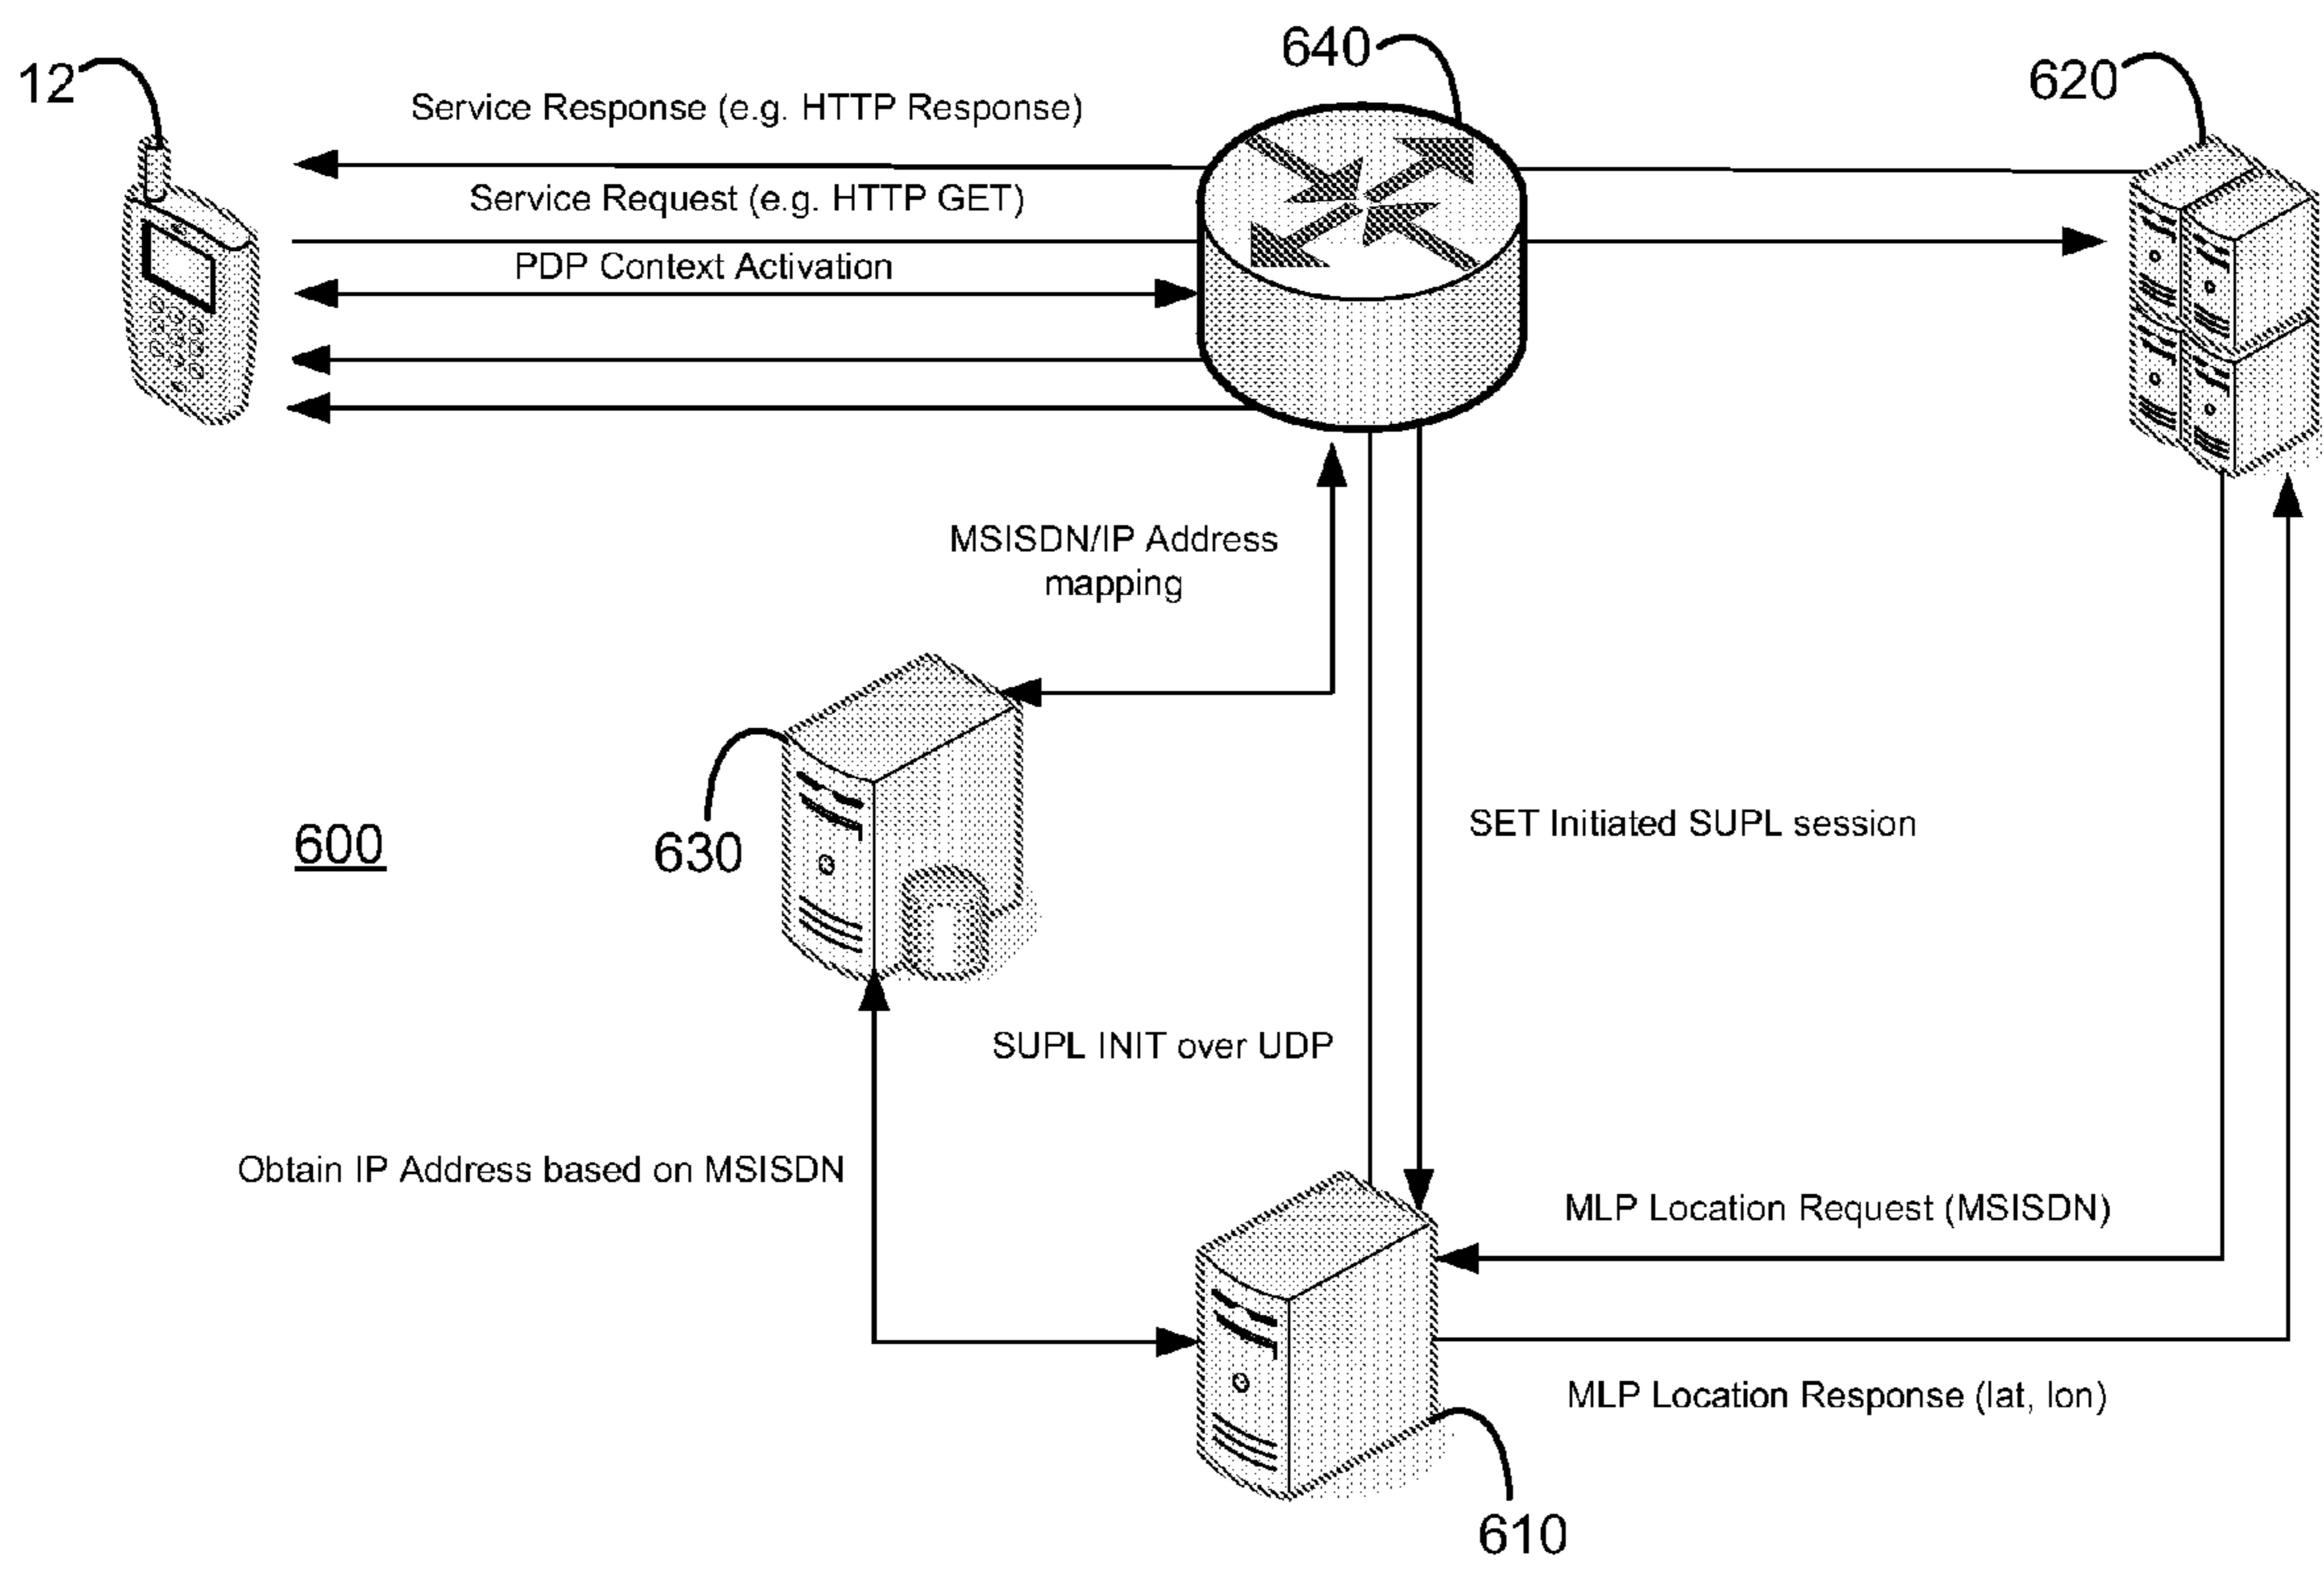 640
12
620
Service Response (e.g. HTTP Response)
Service Request (e.g. HTTP GET)
PDP Context Activation
MSISDN/IP Address
mapping
SET Initiated SUPL session
600
630
SUPL INIT over UDP
Obtain IP Address based on MSISDN
MLP Location Request (MSISDN)
MLP Location Response (lat, lon)
610